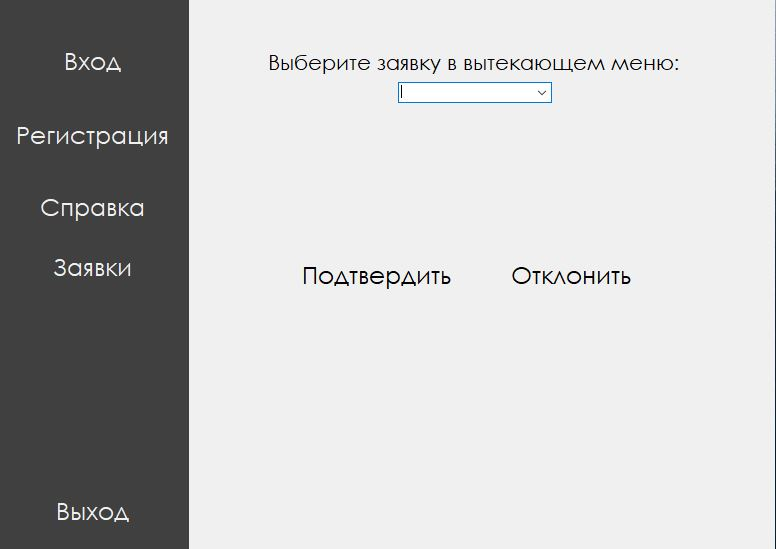 Вход
Регистрация
Справка
Заявки
Выход
Выберите заявку в вытекающем меню:
Подтвердить
Отклонить